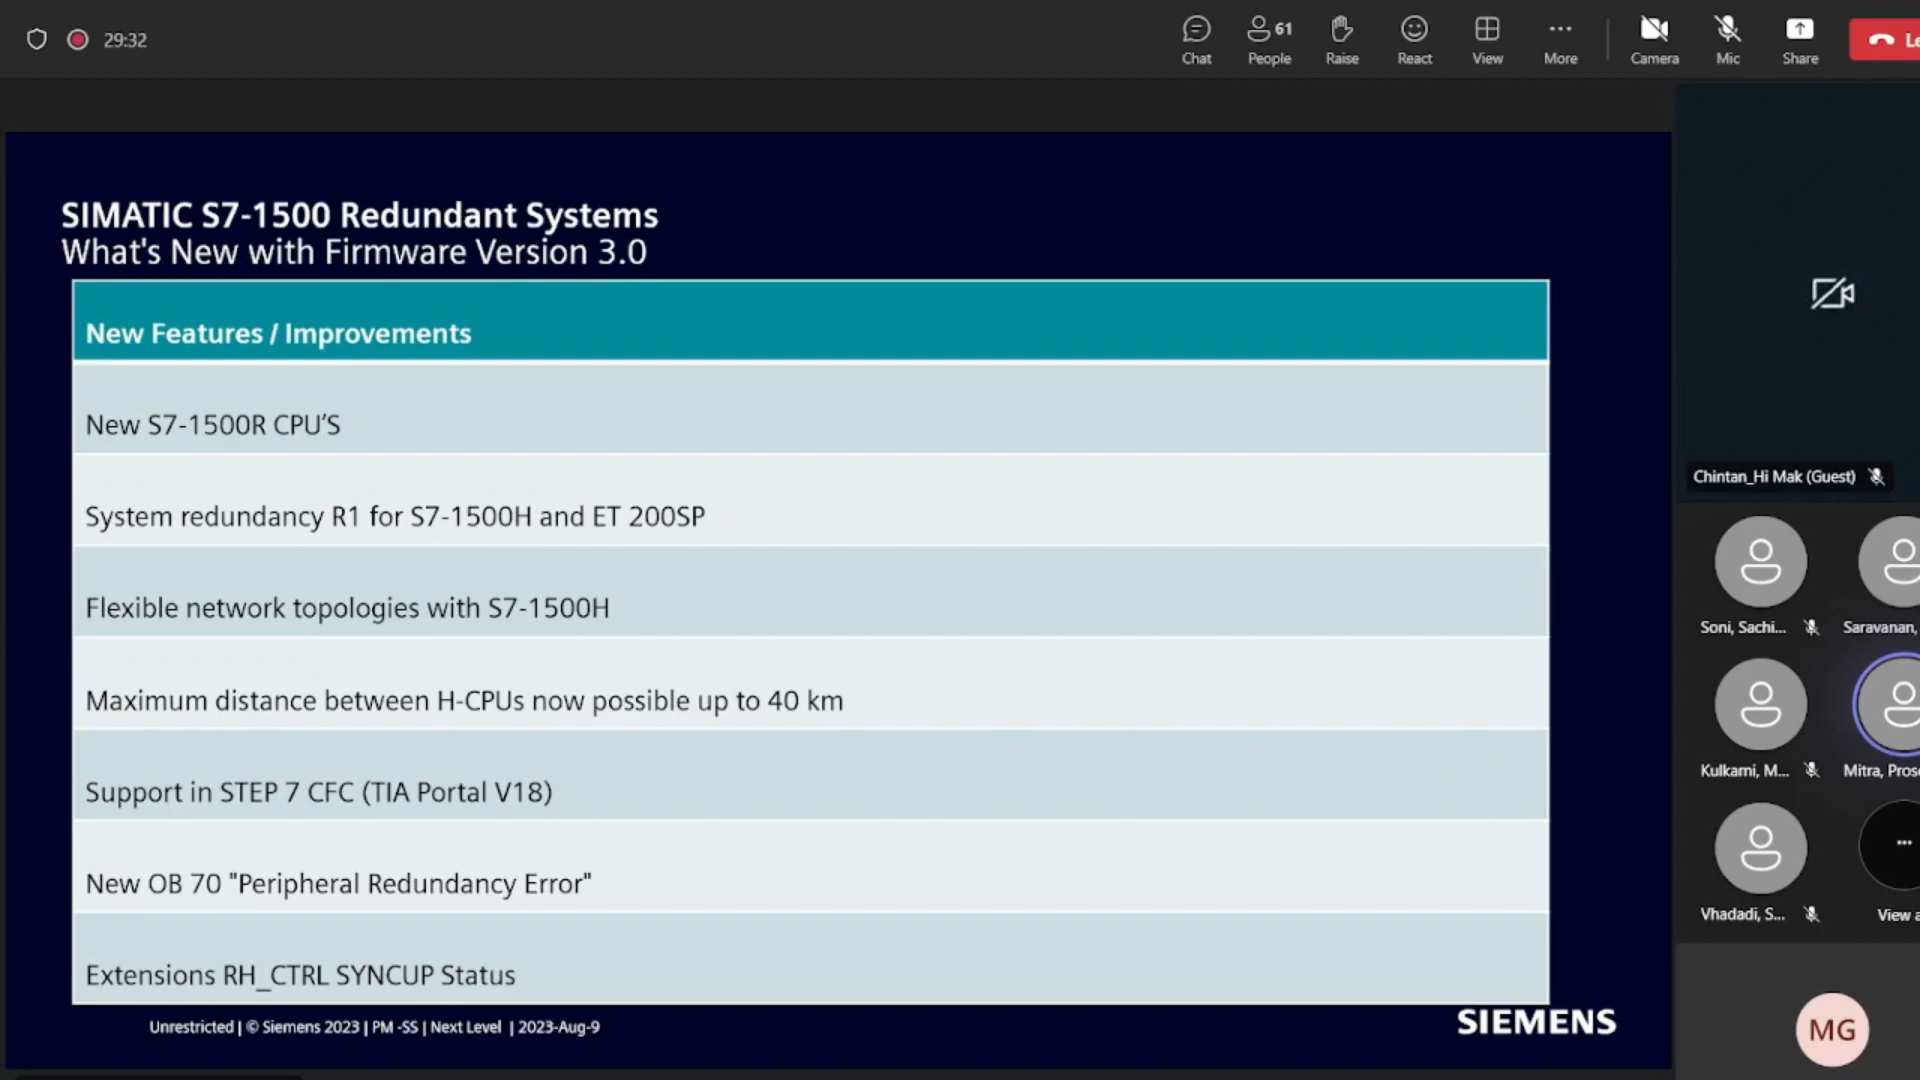 29:32
Chat
61
People
Raise
React
View
More
Camera
Mic
Share
SIMATIC S7-1500 Redundant Systems
What's New with Firmware Version 3.0
New Features / Improvements
New S7-1500R CPU'S
System redundancy R1 for S7-1500H and ET 200SP
Flexible network topologies with S7-1500H
Maximum distance between H-CPUs now possible up to 40 km
Support in STEP 7 CFC (TIA Portal V18)
New OB 70 "Peripheral Redundancy Error"
Extensions RH_CTRL SYNCUP Status
Unrestricted | © Siemens 2023 | PM -SS | Next Level | 2023-Aug-9
SIEMENS
Chintan_Hi Mak (Guest)
Soni, Sachi...
Saravanan,
Kulkarni, M...
Mitra, Pros
Vhadadi, S...
View
MG